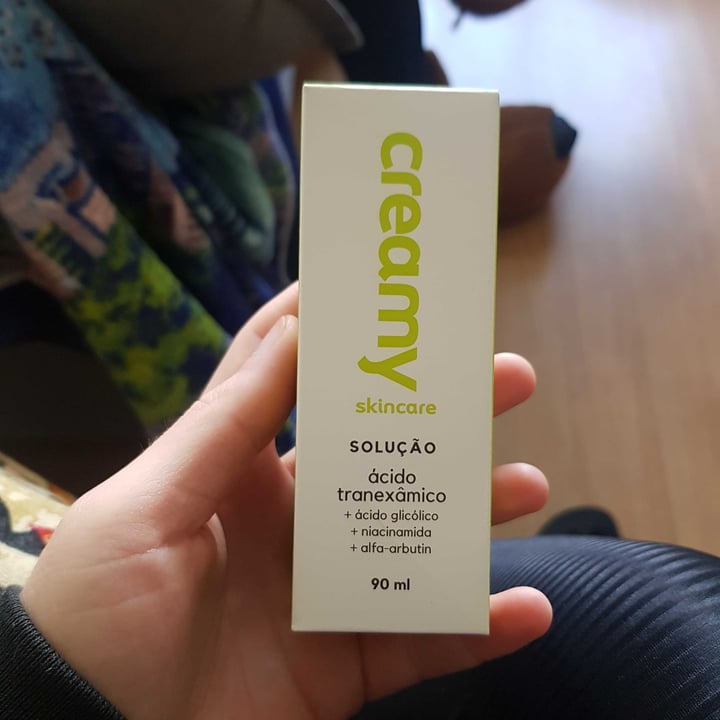 creamy
skincare
SOLUÇÃO
ácido
tranexâmico
+ ácido glicólico
+ niacinamida
+ alfa-arbutin
90 ml